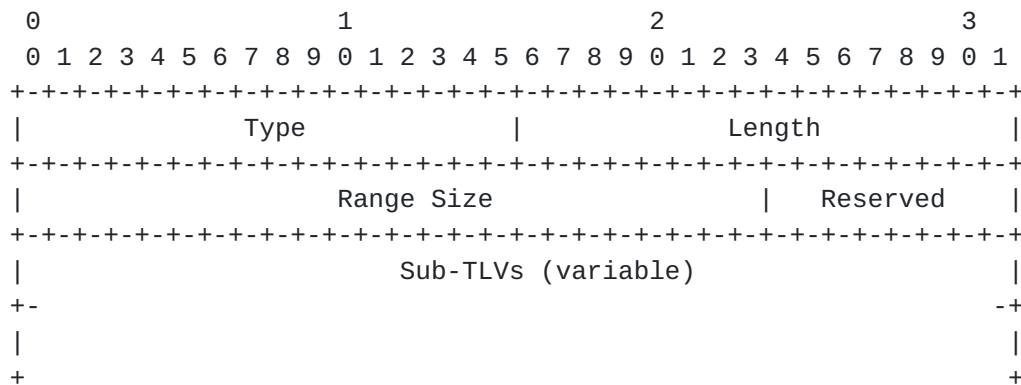 0                   1                   2                   3
 0 1 2 3 4 5 6 7 8 9 0 1 2 3 4 5 6 7 8 9 0 1 2 3 4 5 6 7 8 9 0 1
+-+-+-+-+-+-+-+-+-+-+-+-+-+-+-+-+-+-+-+-+-+-+-+-+-+-+-+-+-+-+-+-+
|              Type             |             Length            |
+-+-+-+-+-+-+-+-+-+-+-+-+-+-+-+-+-+-+-+-+-+-+-+-+-+-+-+-+-+-+-+-+
|                    Range Size                 |   Reserved    |
+-+-+-+-+-+-+-+-+-+-+-+-+-+-+-+-+-+-+-+-+-+-+-+-+-+-+-+-+-+-+-+-+
|                        Sub-TLVs (variable)                    |
+-                                                             -+
|                                                               |
+                                                               +